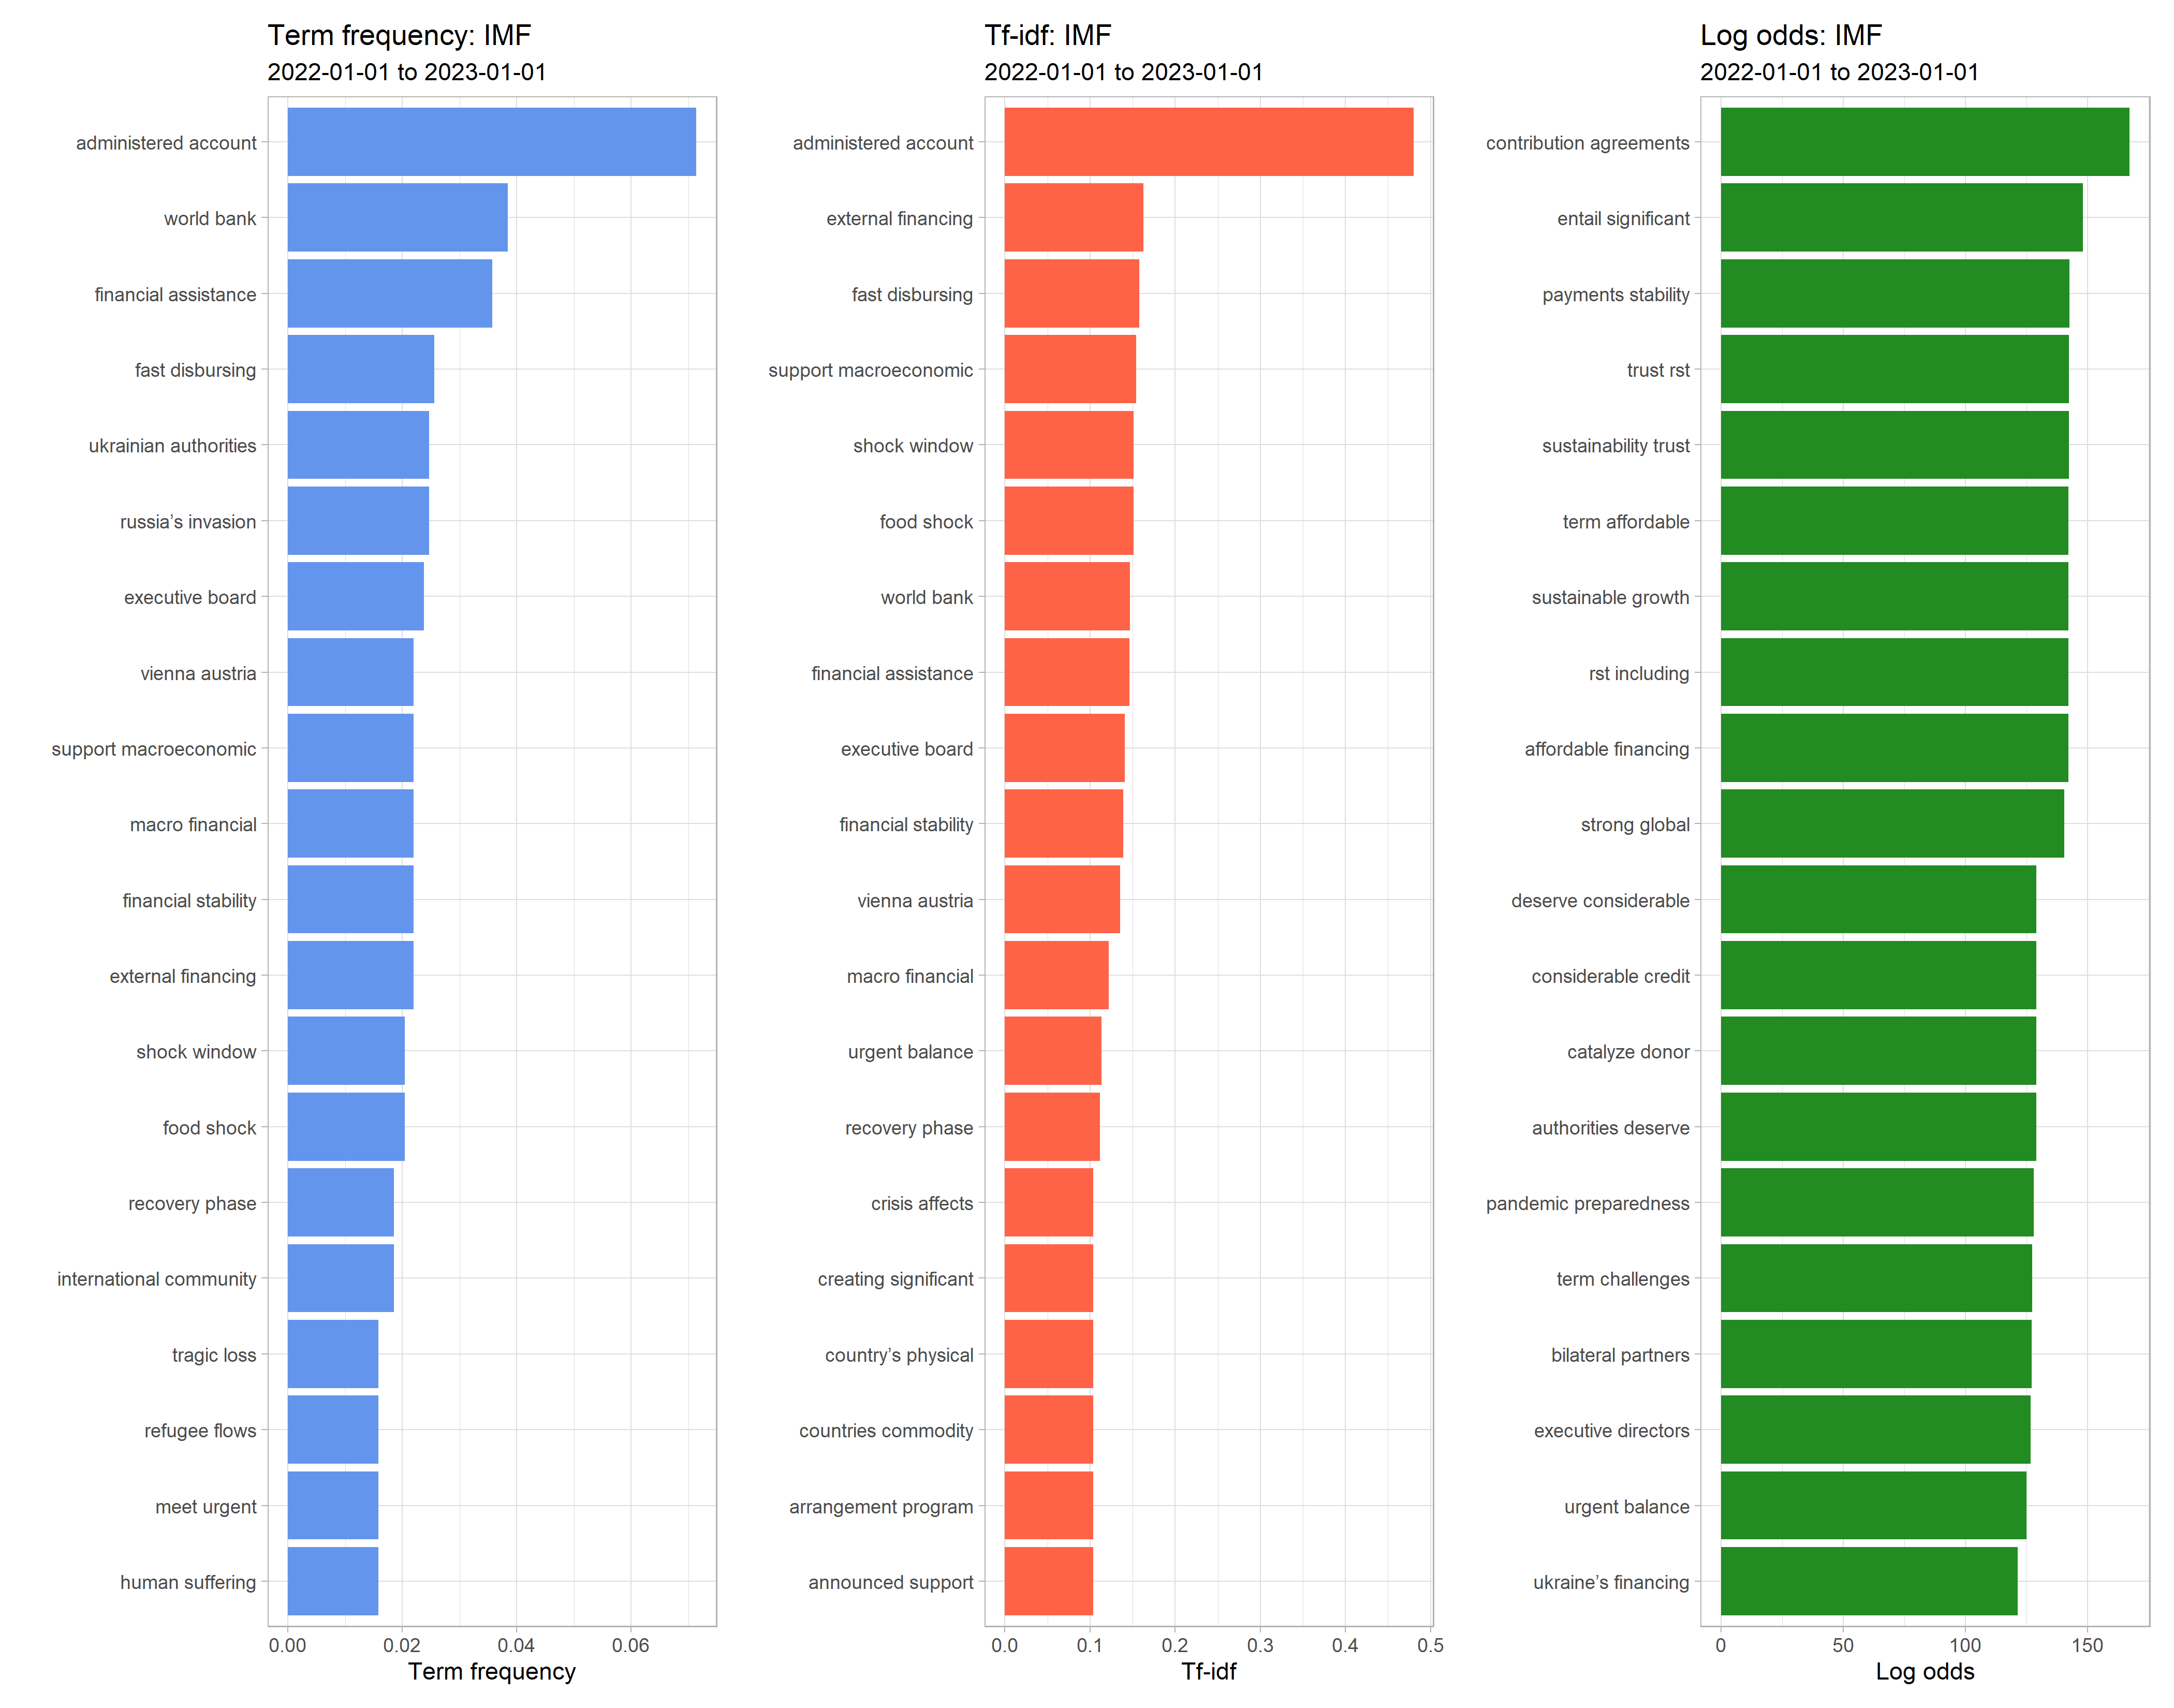 Term frequency: IMF
2022-01-01 to 2023-01-01
administered account
world bank
financial assistance
fast disbursing
ukrainian authorities
russia’s invasion
executive board
vienna austria
support macroeconomic
macro financial
financial stability
external financing
shock window
food shock
recovery phase
international community
tragic loss
refugee flows
meet urgent
human suffering
0.00 0.02 0.04 0.06
Term frequency
Tf-idf: IMF
2022-01-01 to 2023-01-01
administered account
external financing
fast disbursing
support macroeconomic
shock window
food shock
world bank
financial assistance
executive board
financial stability
vienna austria
macro financial
urgent balance
recovery phase
crisis affects
creating significant
country’s physical
countries commodity
arrangement program
announced support
0.0 0.1 0.2 0.3 0.4 0.5
Tf-idf
Log odds: IMF
2022-01-01 to 2023-01-01
contribution agreements
entail significant
payments stability
trust rst
sustainability trust
term affordable
sustainable growth
rst including
affordable financing
strong global
deserve considerable
considerable credit
catalyze donor
authorities deserve
pandemic preparedness
term challenges
bilateral partners
executive directors
urgent balance
ukraine’s financing
0 50 100 150
Log odds